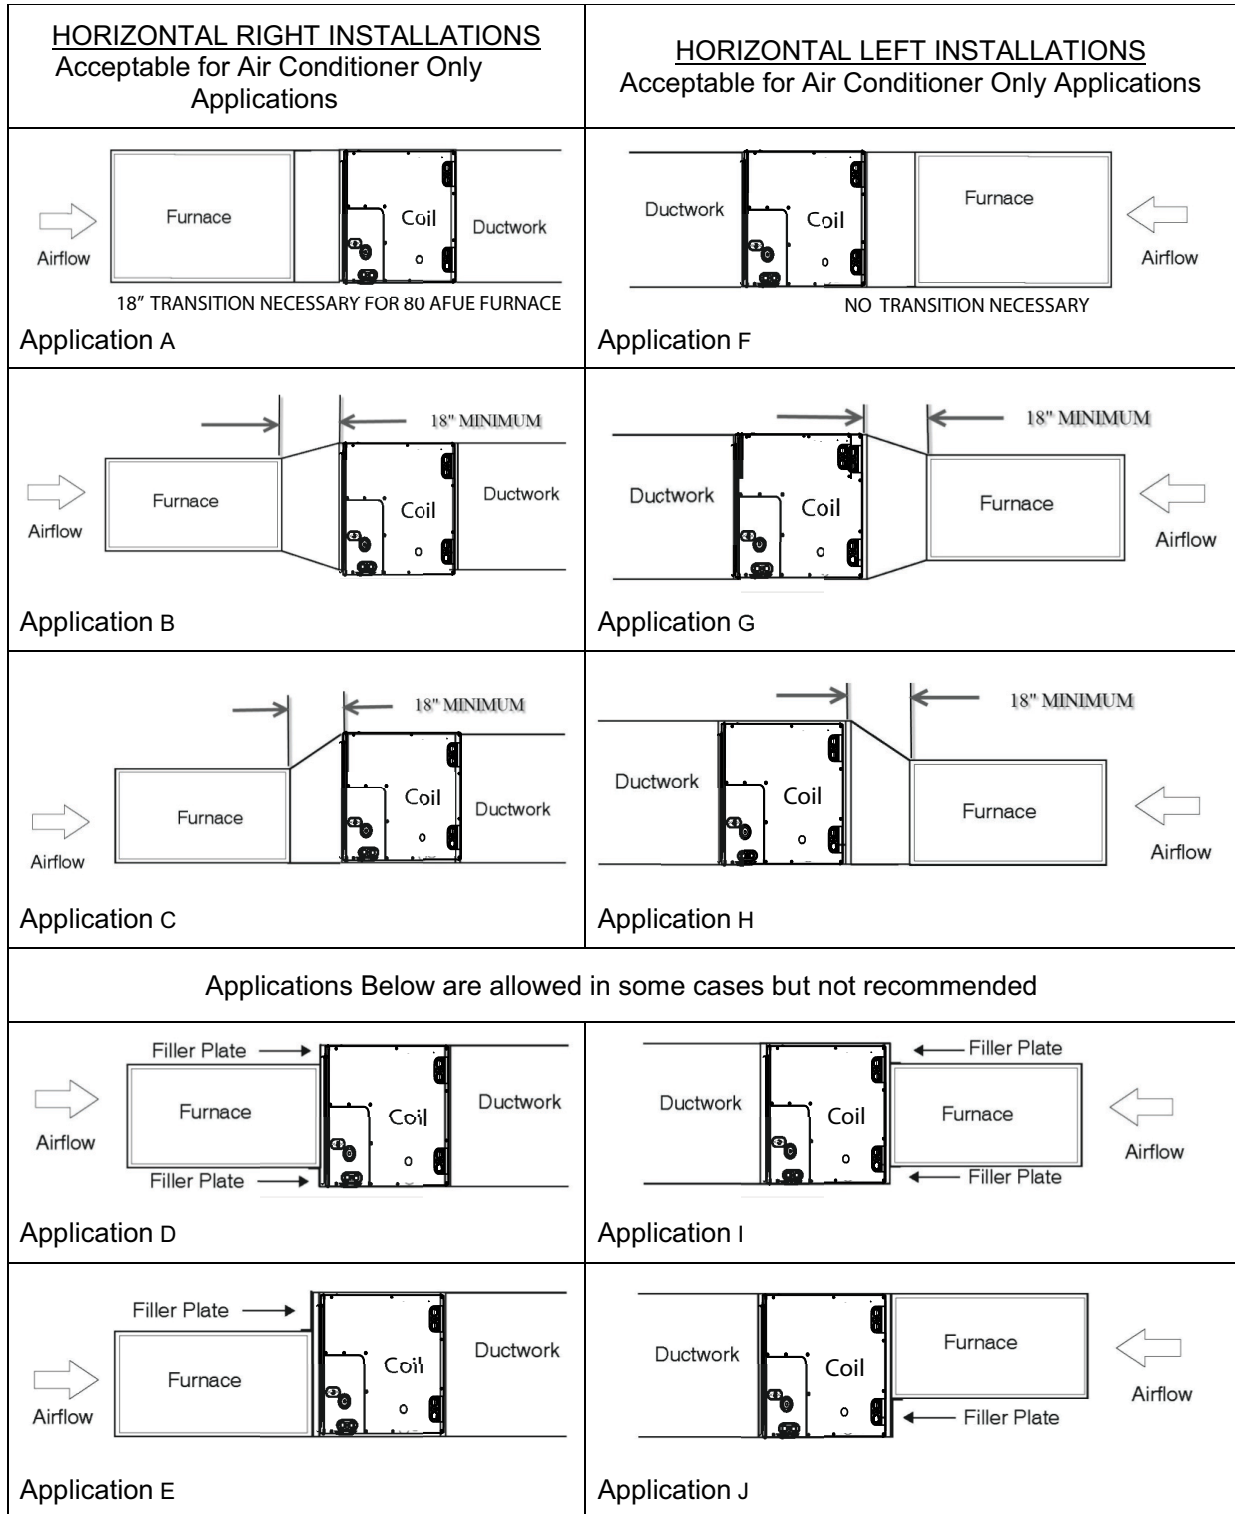 HORIZONTAL RIGHT INSTALLATIONS
Acceptable for Air Conditioner Only
Applications
HORIZONTAL LEFT INSTALLATIONS
Acceptable for Air Conditioner Only Applications
Airflow
Furnace
Coil
Ductwork
18" TRANSITION NECESSARY FOR 80 AFUE FURNACE
Application A
Ductwork
Coil
Furnace
Airflow
NO TRANSITION NECESSARY
Application F
18" MINIMUM
Airflow
Furnace
Coil
Ductwork
Application B
18" MINIMUM
Ductwork
Coil
Furnace
Airflow
Application G
18" MINIMUM
Airflow
Furnace
Coil
Ductwork
Application C
18" MINIMUM
Ductwork
Coil
Furnace
Airflow
Application H
Applications Below are allowed in some cases but not recommended
Filler Plate
Airflow
Furnace
Coil
Ductwork
Filler Plate
Application D
Filler Plate
Ductwork
Coil
Furnace
Airflow
Filler Plate
Application I
Filler Plate
Airflow
Furnace
Coil
Ductwork
Application E
Ductwork
Coil
Furnace
Airflow
Filler Plate
Application J